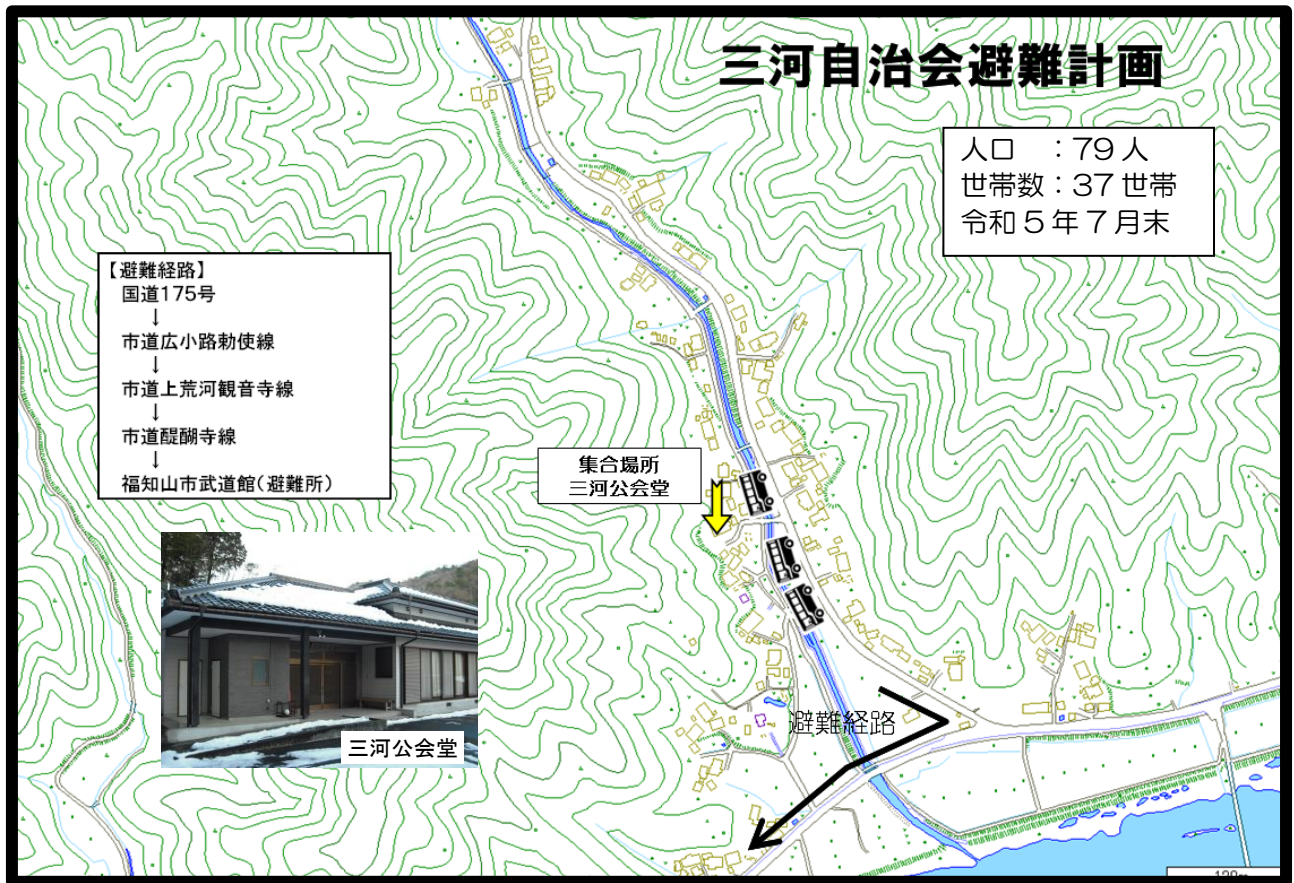 三河自治会避難計画
人口　：79人
世帯数：37世帯
令和5年7月末
【避難経路】
国道175号
↓
市道広小路勅使線
↓
市道上荒河観音寺線
↓
市道醍醐寺線
↓
福知山市武道館(避難所)
集合場所
三河公会堂
三河公会堂
避難経路